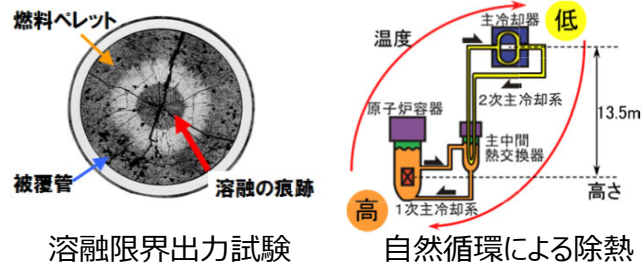 燃料ペレット
被覆管
溶融の痕跡
溶融限界出力試験
主冷却器
低
温度
2次主冷却系
13.5m
原子炉容器
主中間
熱交換器
高さ
高
1次主冷却系
自然循環による除熱